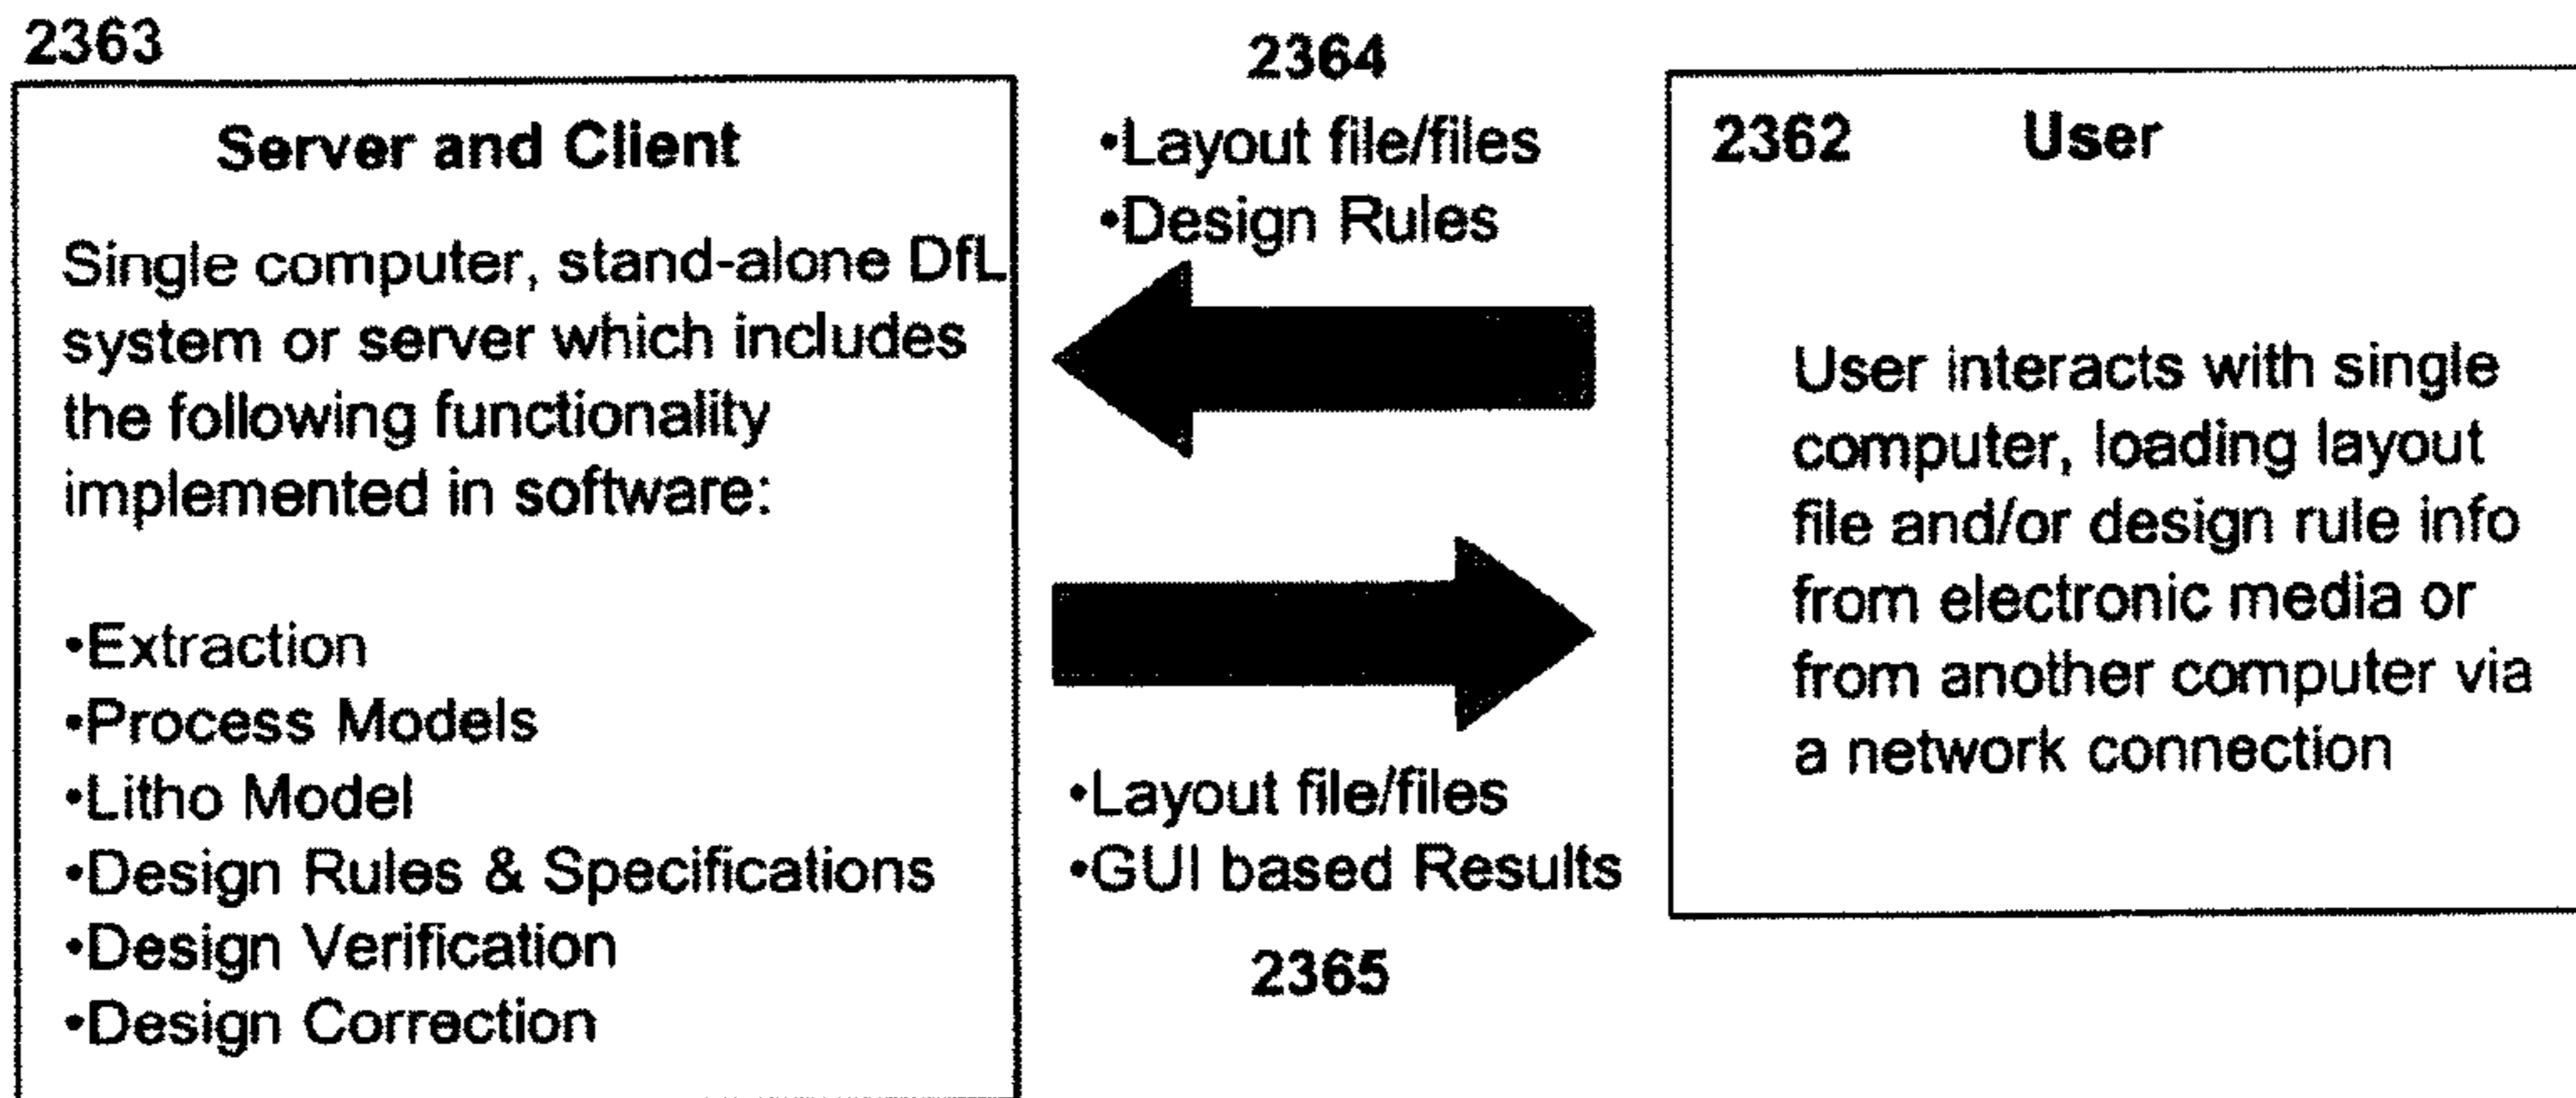 2363
Server and Client
Single computer, stand-alone DfL
system or server which includes
the following functionality
implemented in software:
•Extraction
•Process Models
•Litho Model
•Design Rules & Specifications
•Design Verification
•Design Correction
2364
•Layout file/files
•Design Rules
•Layout file/files
•GUI based Results
2365
2362 User
User interacts with single
computer, loading layout
file and/or design rule info
from electronic media or
from another computer via
a network connection